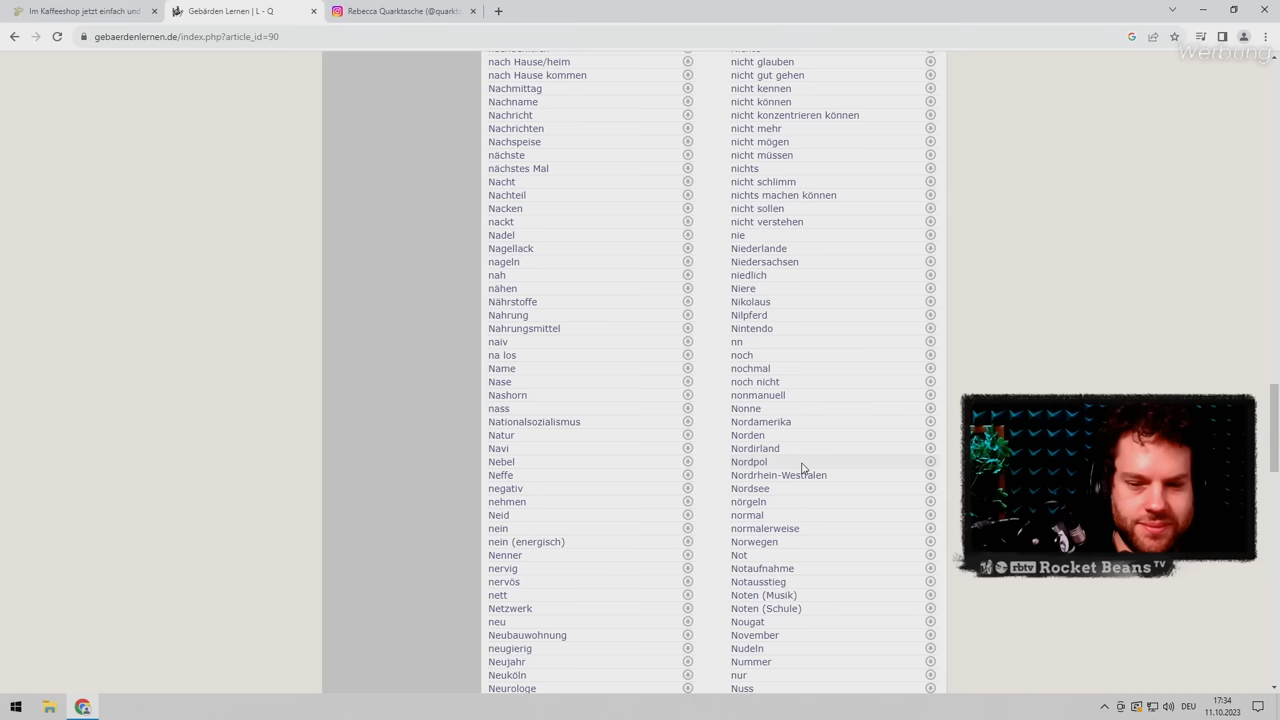 Im Kaffeeshop jetzt einfach und
Gebärden Lernen | L - Q
Rebecca Quarktasche (@quarkt
gebaerdenlernen.de/index.php?article_id=90
Werbung
nach Hause/heim
nach Hause kommen
Nachmittag
Nachname
Nachricht
Nachrichten
Nachspeise
nächste
nächstes Mal
Nacht
Nachteil
Nacken
nackt
Nadel
Nagellack
nageln
nah
nähen
Nährstoffe
Nahrung
Nahrungsmittel
naiv
na los
Name
Nase
Nashorn
nass
Nationalsozialismus
Natur
Navi
Nebel
Neffe
negativ
nehmen
Neid
nein
nein (energisch)
Nenner
nervig
nervös
nett
Netzwerk
neu
Neubauwohnung
neugierig
Neujahr
Neuköln
Neurologe
nicht glauben
nicht gut gehen
nicht kennen
nicht können
nicht konzentrieren können
nicht mehr
nicht mögen
nicht müssen
nichts
nicht schlimm
nichts machen können
nicht sollen
nicht verstehen
nie
Niederlande
Niedersachsen
niedlich
Niere
Nikolaus
Nilpferd
Nintendo
nn
noch
nochmal
noch nicht
nonmanuell
Nonne
Nordamerika
Norden
Nordirland
Nordpol
Nordrhein-Westfalen
Nordsee
nörgeln
normal
normalerweise
Norwegen
Not
Notaufnahme
Notausstieg
Noten (Musik)
Noten (Schule)
Nougat
November
Nudeln
Nummer
nur
Nuss
rbtv Rocket Beans TV
DEU
17:34
11.10.2023